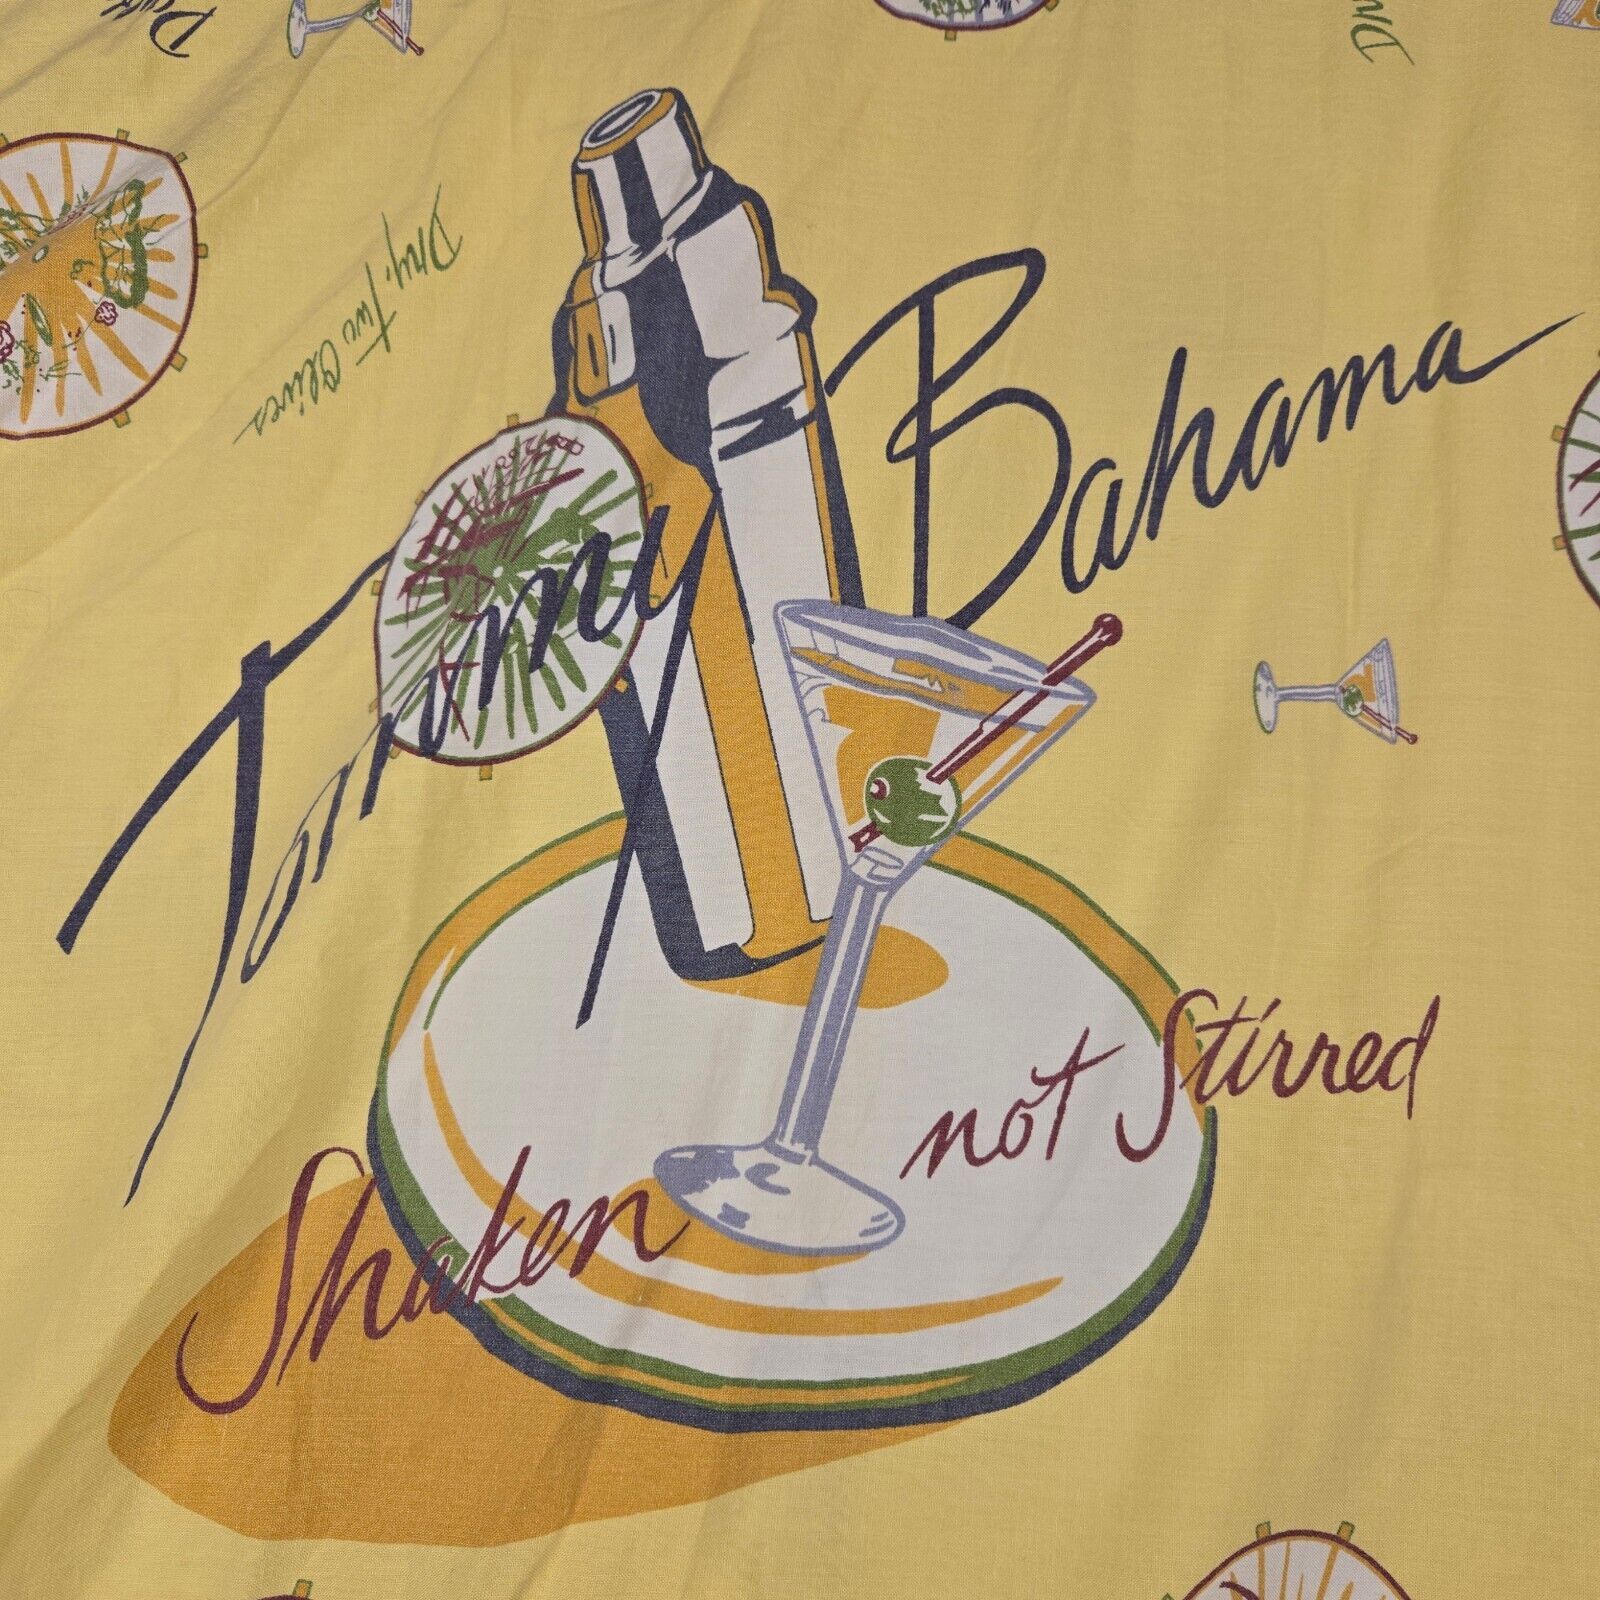 Dry. Two Olives
Tommy Bahama
Shaken not Stirred